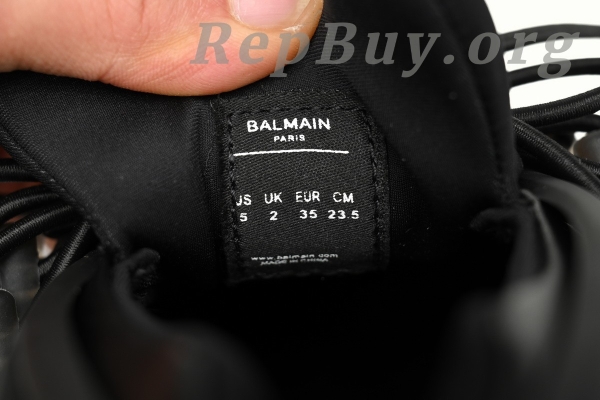 RepBuy.org
BALMAIN
PARIS
US UK EUR CM
5 2 35 23.5
www.balmain.com
MADE IN CHINA